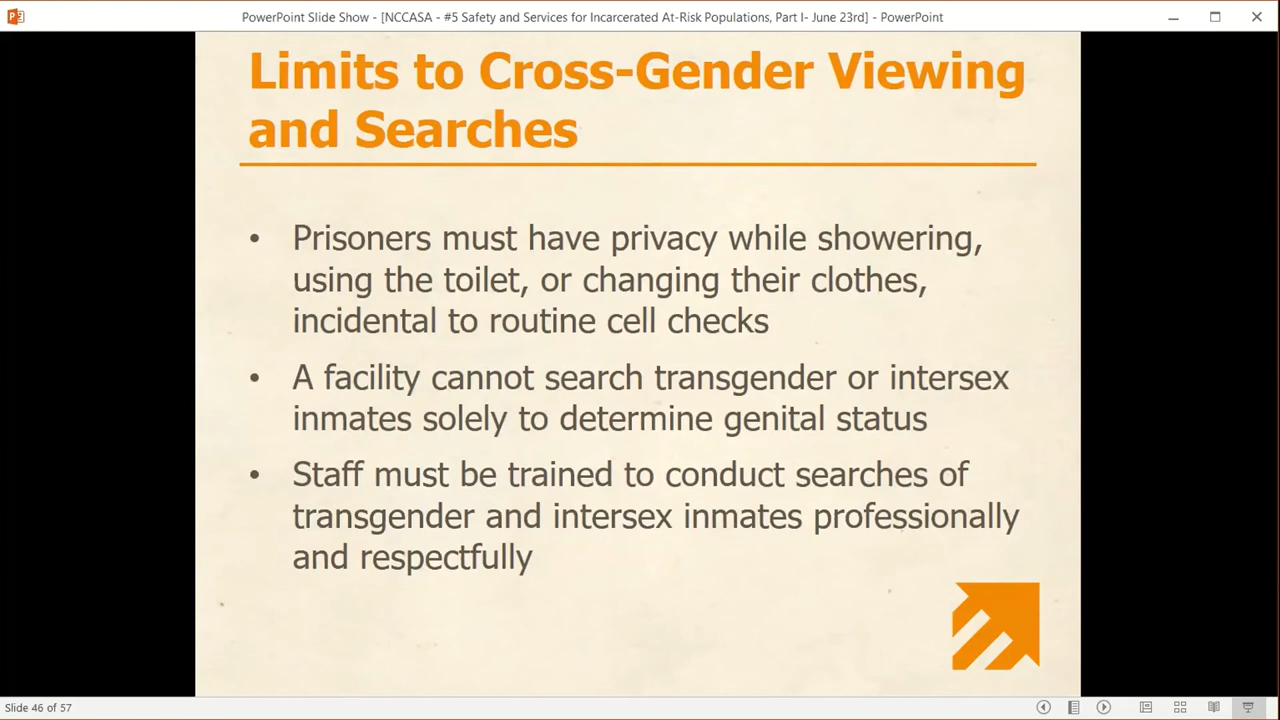 PowerPoint Slide Show - [NCCASA - #5 Safety and Services for Incarcerated At-Risk Populations, Part I- June 23rd] - PowerPoint
Limits to Cross-Gender Viewing
and Searches
• Prisoners must have privacy while showering,
using the toilet, or changing their clothes,
incidental to routine cell checks
• A facility cannot search transgender or intersex
inmates solely to determine genital status
• Staff must be trained to conduct searches of
transgender and intersex inmates professionally
and respectfully
Slide 46 of 57